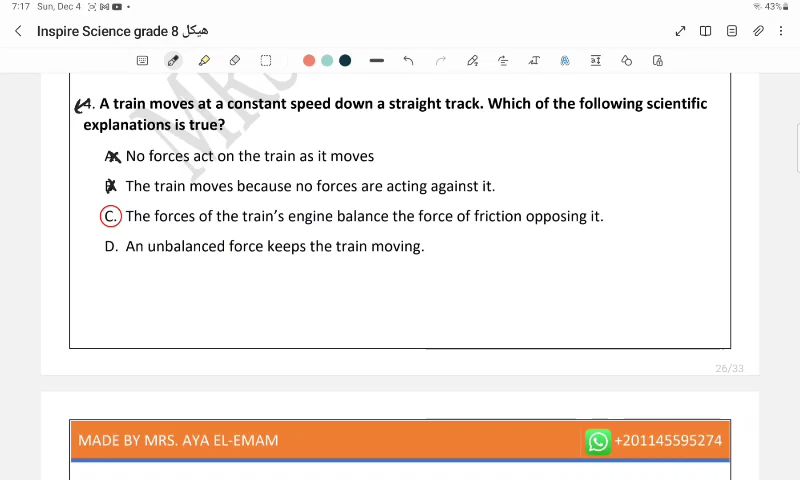 7:17 Sun, Dec 4
43%
Inspire Science grade 8 هيكل
4. A train moves at a constant speed down a straight track. Which of the following scientific
explanations is true?
A. No forces act on the train as it moves
B. The train moves because no forces are acting against it.
C. The forces of the train's engine balance the force of friction opposing it.
D. An unbalanced force keeps the train moving.
26/33
MADE BY MRS. AYA EL-EMAM
+201145595274